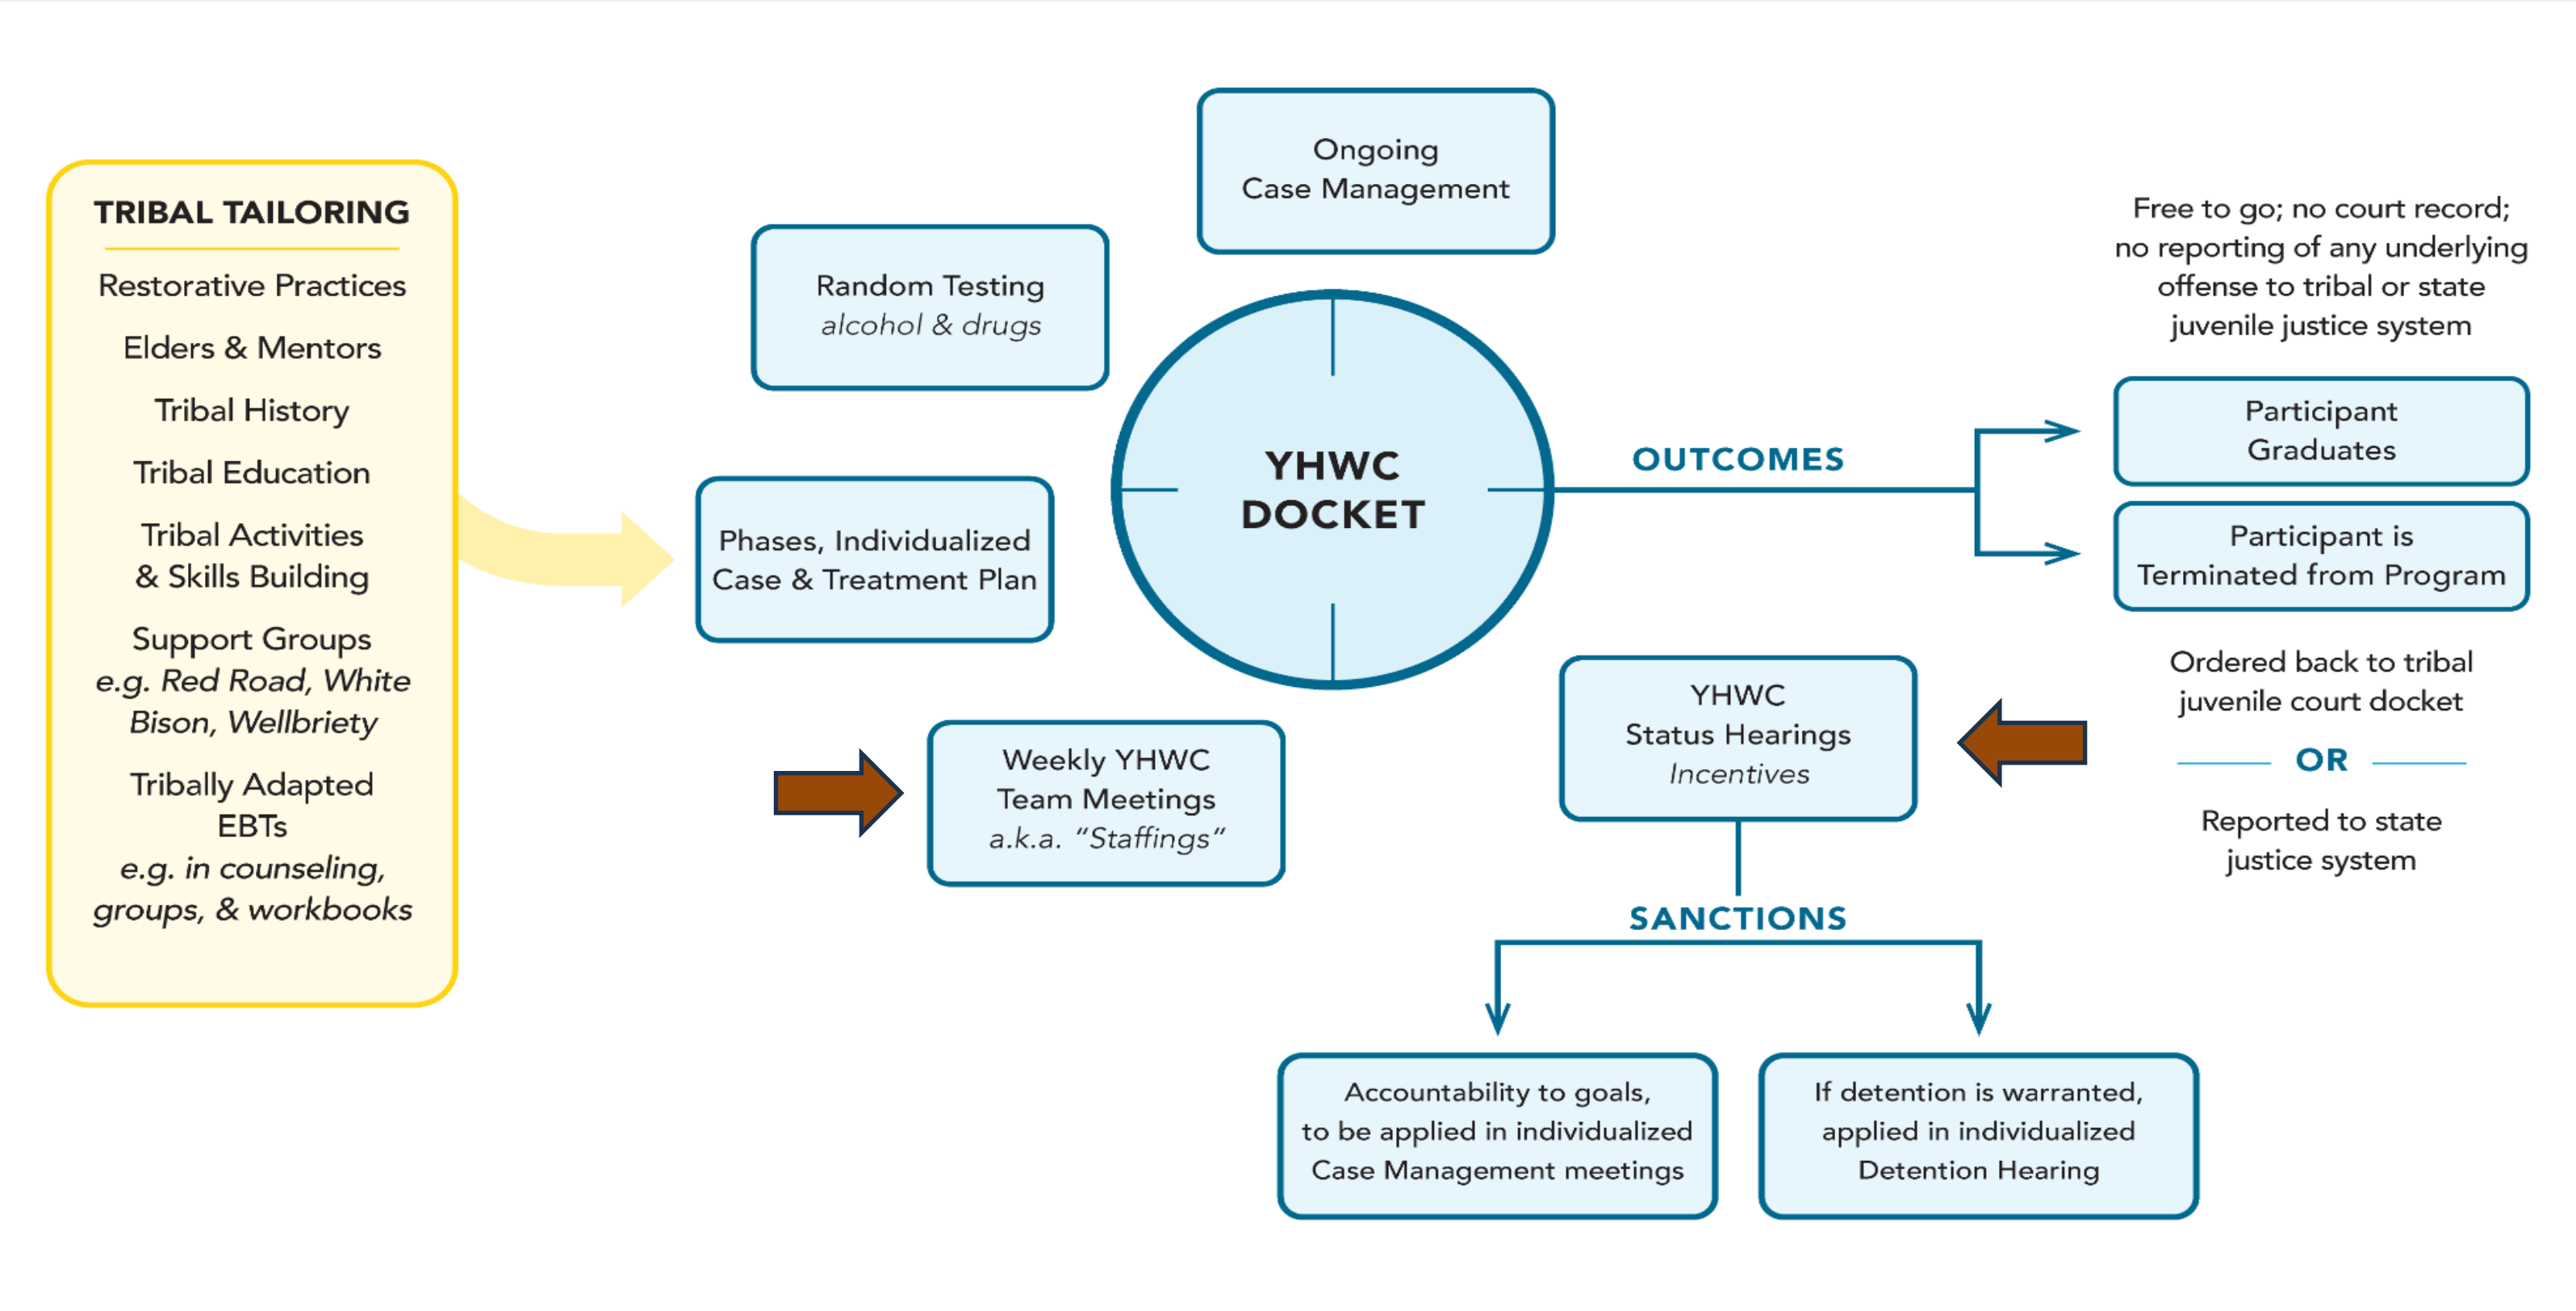 TRIBAL TAILORING
Restorative Practices
Elders & Mentors
Tribal History
Tribal Education
Tribal Activities
& Skills Building
Support Groups
e.g. Red Road, White
Bison, Wellbriety
Tribally Adapted
EBTs
e.g. in counseling,
groups, & workbooks
Ongoing
Case Management
Random Testing
alcohol & drugs
Phases, Individualized
Case & Treatment Plan
Weekly YHWC
Team Meetings
a.k.a. “Staffings“
YHWC
DOCKET
OUTCOMES
Free to go; no court record;
no reporting of any underlying
offense to tribal or state
juvenile justice system
Participant
Graduates
Participant is
Terminated from Program
Ordered back to tribal
juvenile court docket
OR
Reported to state
justice system
YHWC
Status Hearings
Incentives
SANCTIONS
Accountability to goals,
to be applied in individualized
Case Management meetings
If detention is warranted,
applied in individualized
Detention Hearing